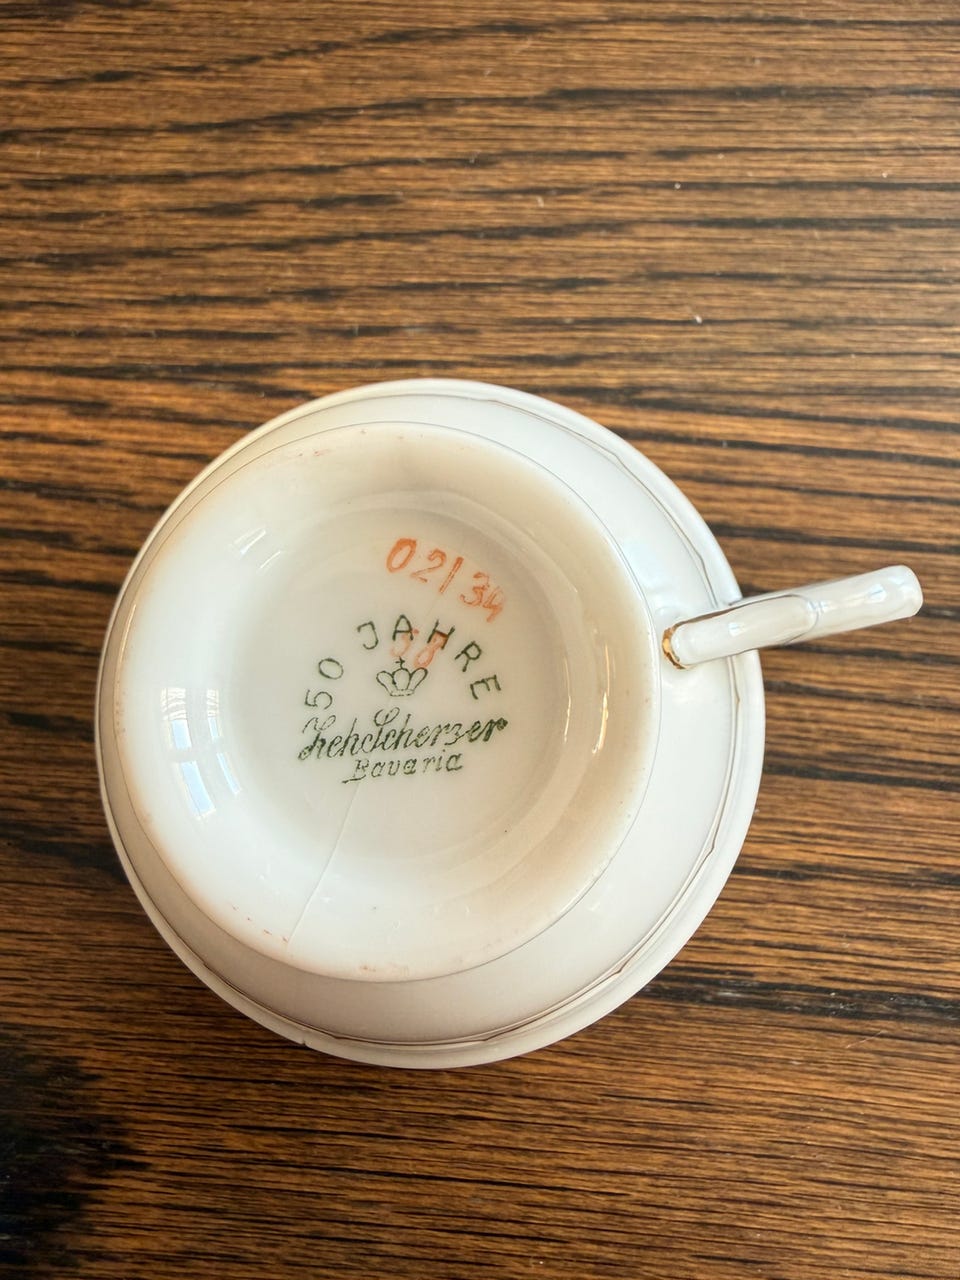 02134
50 JAHRE
58
ZehScherzer
Bavaria